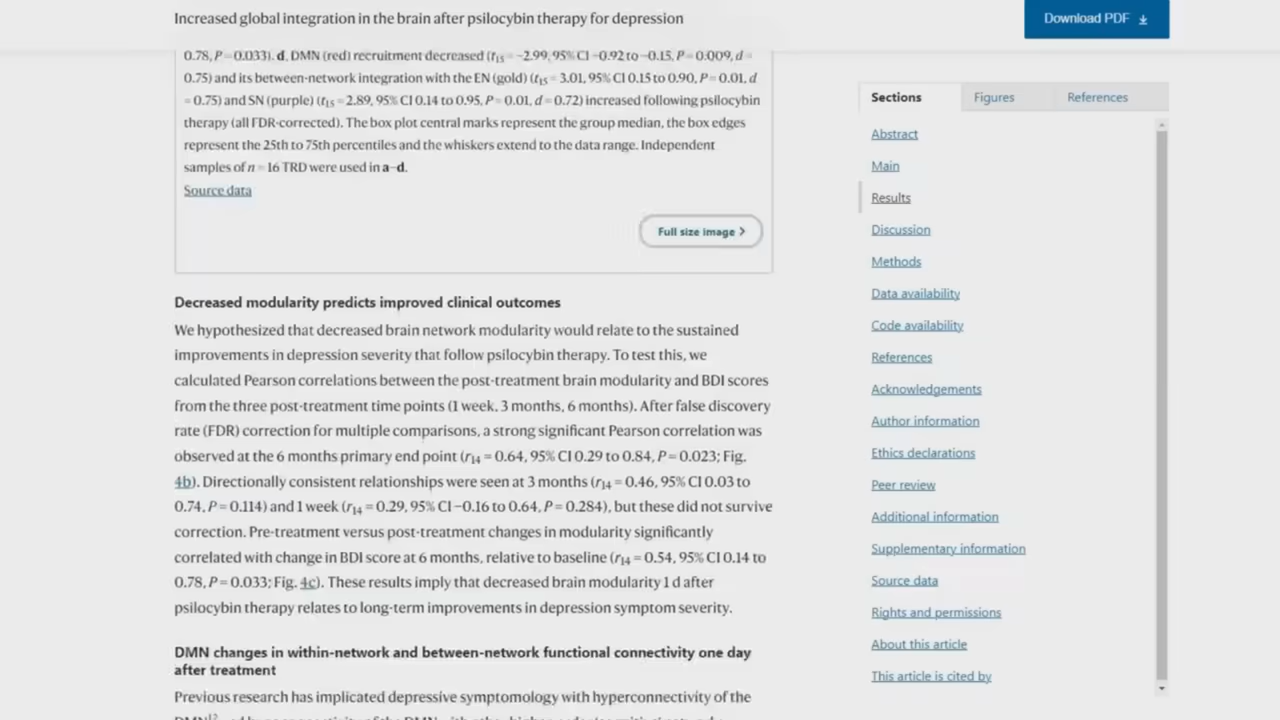 Increased global integration in the brain after psilocybin therapy for depression
Download PDF
0.78, P = 0.033). d, DMN (red) recruitment decreased (t15 = −2.99, 95% CI −0.92 to −0.15, P = 0.009, d =
0.75) and its between-network integration with the EN (gold) (t15 = 3.01, 95% CI 0.15 to 0.90, P = 0.01, d
= 0.75) and SN (purple) (t15 = 2.89, 95% CI 0.14 to 0.95, P = 0.01, d = 0.72) increased following psilocybin
therapy (all FDR-corrected). The box plot central marks represent the group median, the box edges
represent the 25th to 75th percentiles and the whiskers extend to the data range. Independent
samples of n = 16 TRD were used in a–d.
Source data
Full size image
Decreased modularity predicts improved clinical outcomes
We hypothesized that decreased brain network modularity would relate to the sustained
improvements in depression severity that follow psilocybin therapy. To test this, we
calculated Pearson correlations between the post-treatment brain modularity and BDI scores
from the three post-treatment time points (1 week, 3 months, 6 months). After false discovery
rate (FDR) correction for multiple comparisons, a strong significant Pearson correlation was
observed at the 6 months primary end point (r14 = 0.64, 95% CI 0.29 to 0.84, P = 0.023; Fig.
4b). Directionally consistent relationships were seen at 3 months (r14 = 0.46, 95% CI 0.03 to
0.74, P = 0.114) and 1 week (r14 = 0.29, 95% CI −0.16 to 0.64, P = 0.284), but these did not survive
correction. Pre-treatment versus post-treatment changes in modularity significantly
correlated with change in BDI score at 6 months, relative to baseline (r14 = 0.54, 95% CI 0.14 to
0.78, P = 0.033; Fig. 4c). These results imply that decreased brain modularity 1 d after
psilocybin therapy relates to long-term improvements in depression symptom severity.
DMN changes in within-network and between-network functional connectivity one day
after treatment
Previous research has implicated depressive symptomology with hyperconnectivity of the
Sections
Figures
References
Abstract
Main
Results
Discussion
Methods
Data availability
Code availability
References
Acknowledgements
Author information
Ethics declarations
Peer review
Additional information
Supplementary information
Source data
Rights and permissions
About this article
This article is cited by